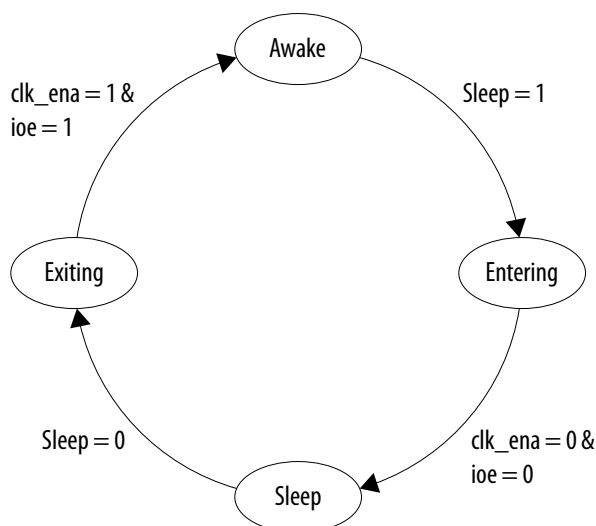 Awake
clk_ena = 1 &
ioe = 1
Sleep = 1
Exiting
Entering
Sleep = 0
clk_ena = 0 &
ioe = 0
Sleep